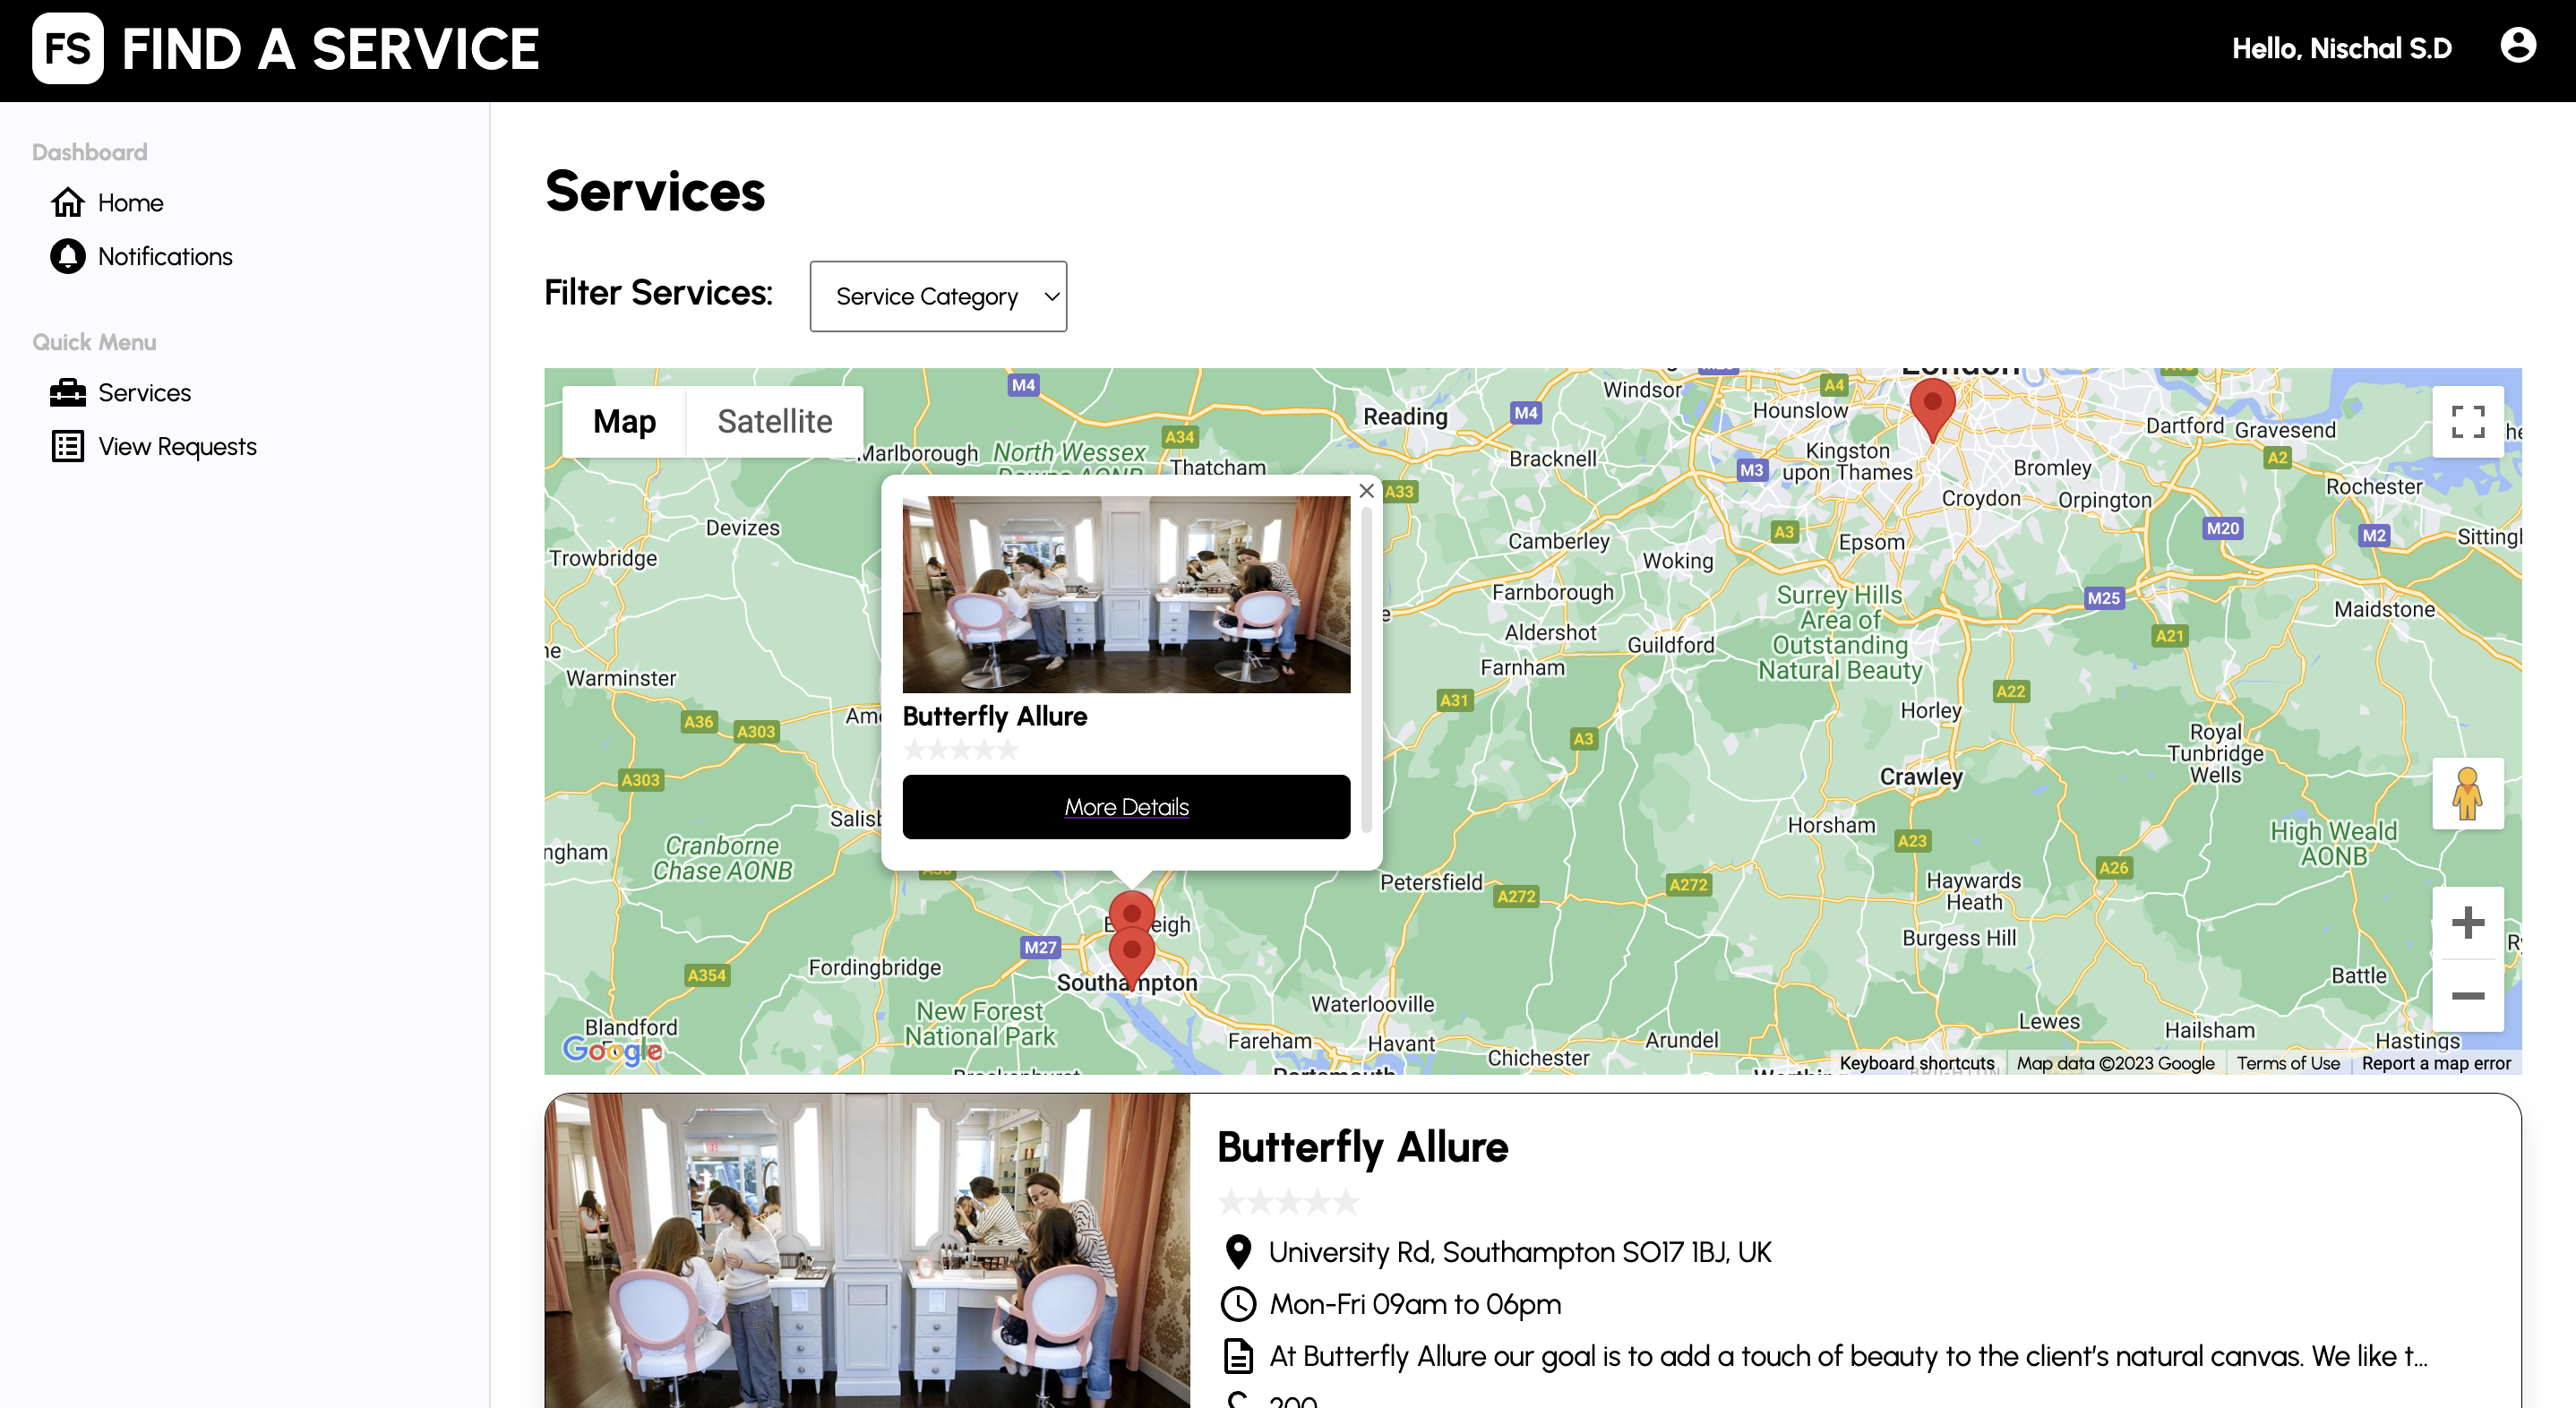 FS FIND A SERVICE
Hello, Nischal S.D
Dashboard
Home
Notifications
Quick Menu
Services
View Requests
Services
Filter Services:
Service Category
Map
Satellite
M4
A34
Marlborough
North Wessex
Downs AONB
Thatcham
Reading
M4
Windsor
A4
London
Hounslow
Kingston
upon Thames
M3
Bracknell
Dartford
Gravesend
A2
Bromley
Croydon
Orpington
Rochester
A33
Devizes
Trowbridge
Camberley
Woking
A3
Epsom
M20
M2
Farnborough
Surrey Hills
Area of
Outstanding
Natural Beauty
M25
Maidstone
Aldershot
Guildford
A21
Farnham
Warminster
A36
A303
A31
A22
Horley
A3
Royal
Tunbridge
Wells
Butterfly Allure
More Details
A303
Crawley
Horsham
A23
High Weald
AONB
Cranborne
Chase AONB
Petersfield
A272
A272
A26
Haywards
Heath
M27
Burgess Hill
A354
Fordingbridge
Southampton
Battle
New Forest
National Park
Waterlooville
Blandford
Fareham
Havant
Chichester
Arundel
Lewes
Hailsham
Hastings
Google
Portsmouth
Keyboard shortcuts
Map data ©2023 Google
Terms of Use
Report a map error
Butterfly Allure
University Rd, Southampton SO17 1BJ, UK
Mon-Fri 09am to 06pm
At Butterfly Allure our goal is to add a touch of beauty to the client's natural canvas. We like t...
200